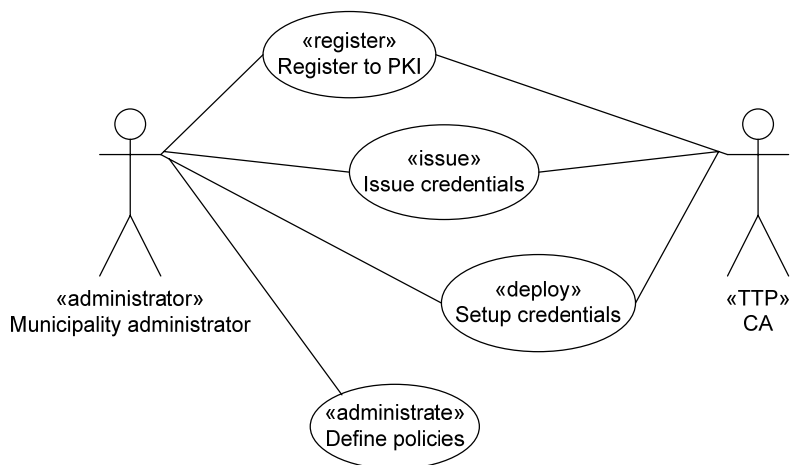 «register»
Register to PKI
«issue»
Issue credentials
«deploy»
Setup credentials
«administrator»
Municipality administrator
«TTP»
CA
«administrate»
Define policies